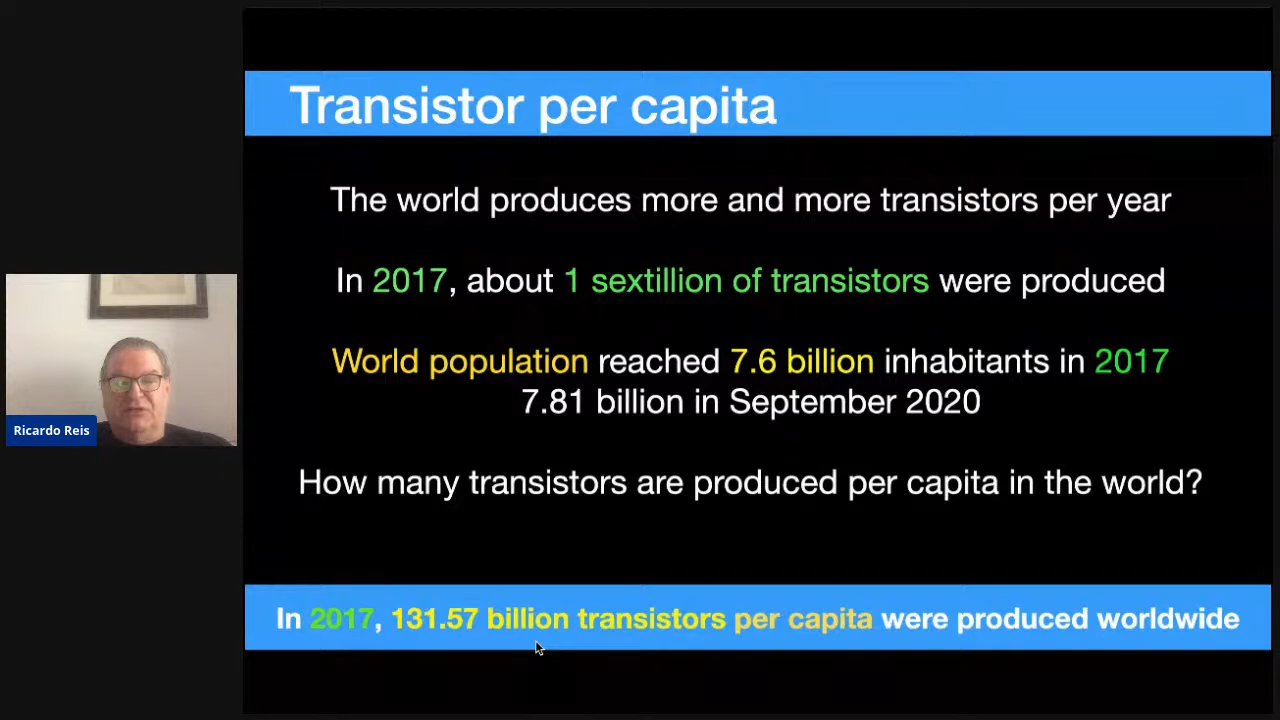 Transistor per capita
The world produces more and more transistors per year
In 2017, about 1 sextillion of transistors were produced
World population reached 7.6 billion inhabitants in 2017
7.81 billion in September 2020
How many transistors are produced per capita in the world?
In 2017, 131.57 billion transistors per capita were produced worldwide
Ricardo Reis